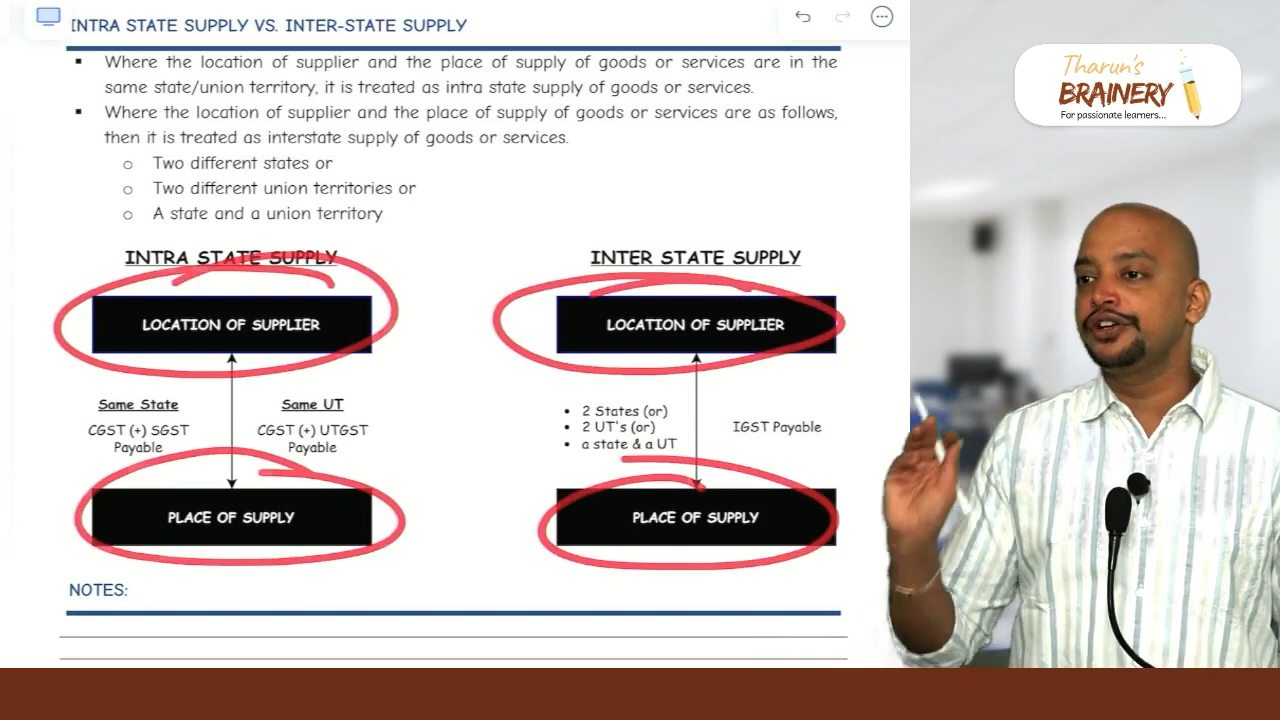 INTRA STATE SUPPLY VS. INTER-STATE SUPPLY
▪ Where the location of supplier and the place of supply of goods or services are in the
same state/union territory, it is treated as intra state supply of goods or services.
▪ Where the location of supplier and the place of supply of goods or services are as follows,
then it is treated as interstate supply of goods or services.
o Two different states or
o Two different union territories or
o A state and a union territory
INTRA STATE SUPPLY
LOCATION OF SUPPLIER
Same State
CGST (+) SGST
Payable
Same UT
CGST (+) UTGST
Payable
PLACE OF SUPPLY
INTER STATE SUPPLY
LOCATION OF SUPPLIER
• 2 States (or)
• 2 UT's (or)
• a state & a UT
IGST Payable
PLACE OF SUPPLY
NOTES:
Tharun's
BRAINERY
For passionate learners...